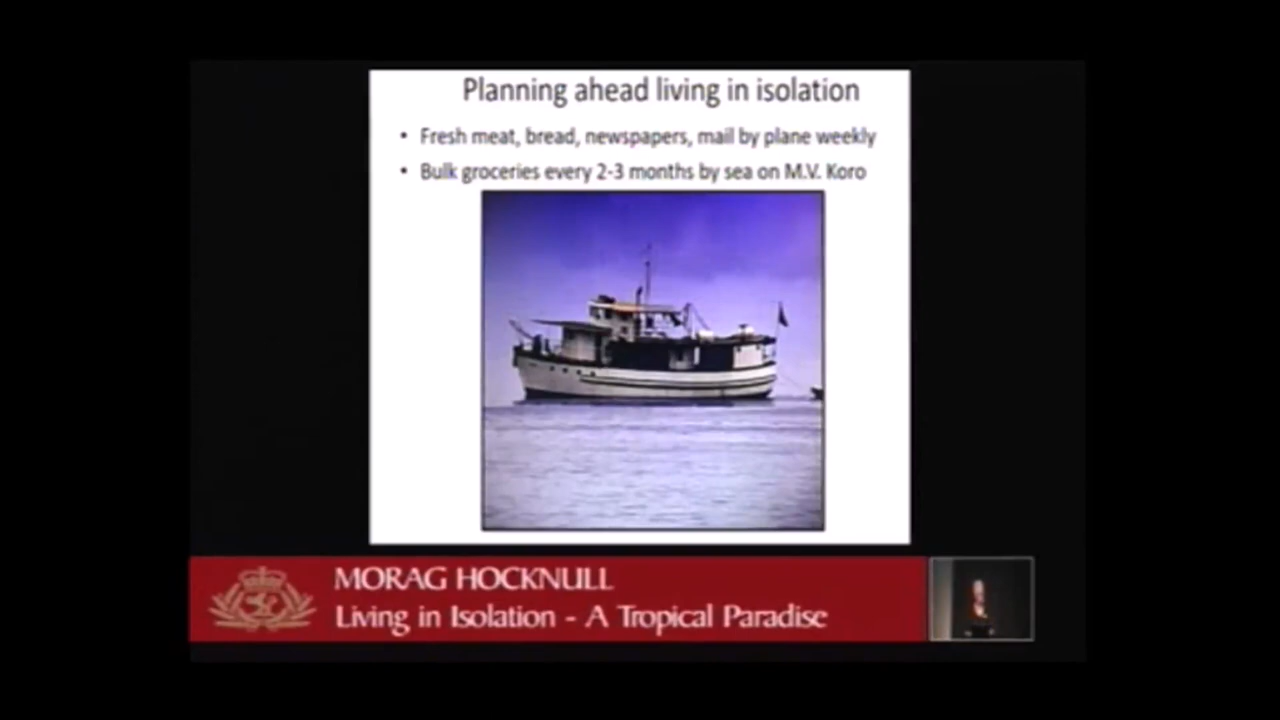 Planning ahead living in isolation
• Fresh meat, bread, newspapers, mail by plane weekly
• Bulk groceries every 2-3 months by sea on M.V. Koro
MORAG HOCKNULL
Living in Isolation - A Tropical Paradise